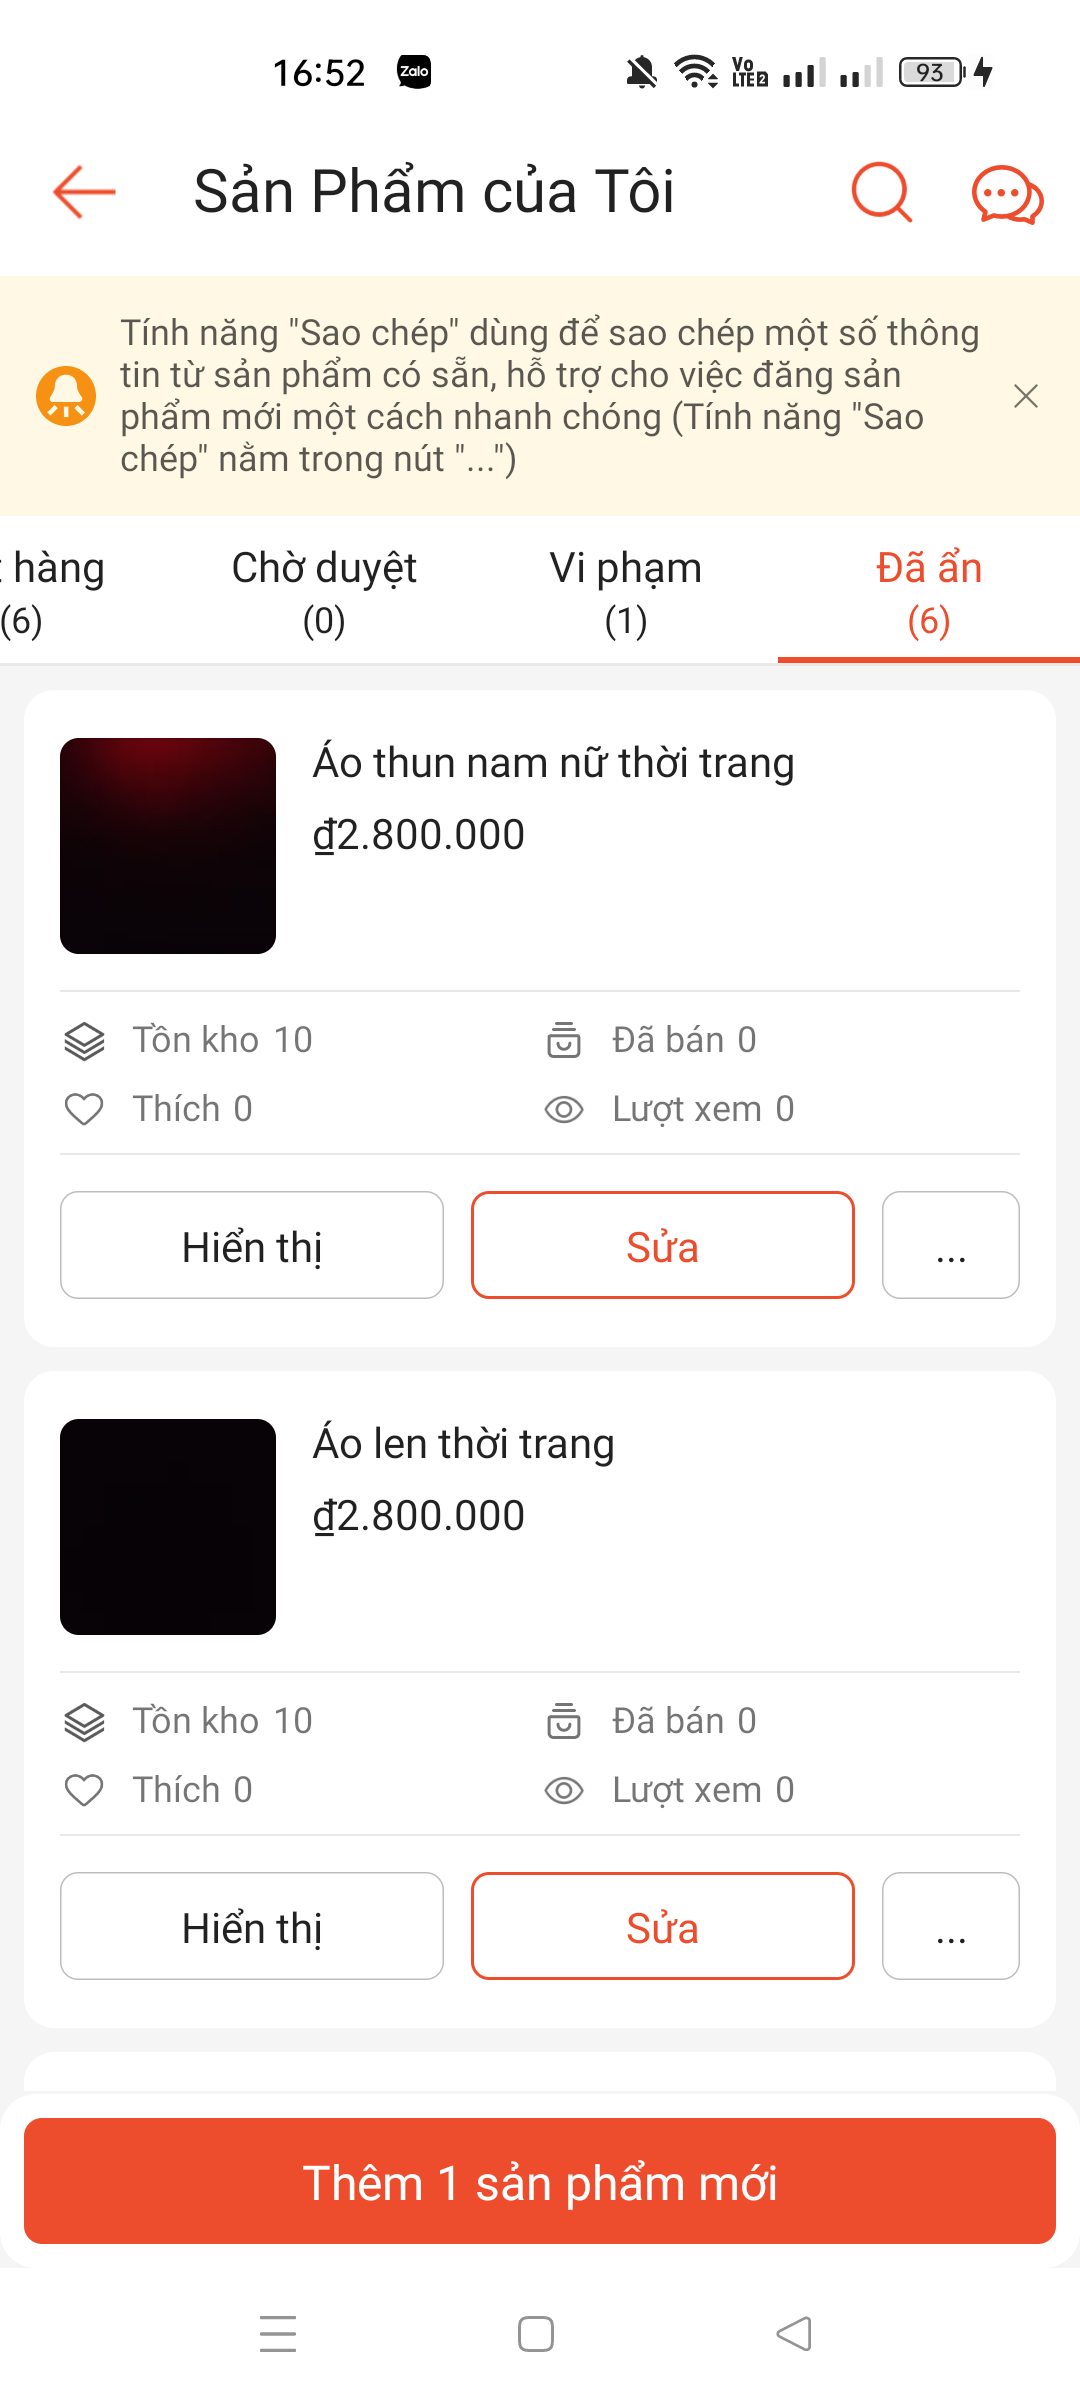 16:52
Zalo
Vo
LTE 2
93
Sản Phẩm của Tôi
Tính năng "Sao chép" dùng để sao chép một số thông
tin từ sản phẩm có sẵn, hỗ trợ cho việc đăng sản
phẩm mới một cách nhanh chóng (Tính năng "Sao
chép" nằm trong nút "...")
hàng
(6)
Chờ duyệt
(0)
Vi phạm
(1)
Đã ẩn
(6)
Áo thun nam nữ thời trang
₫2.800.000
Tồn kho 10
Đã bán 0
Thích 0
Lượt xem 0
Hiển thị
Sửa
...
Áo len thời trang
₫2.800.000
Tồn kho 10
Đã bán 0
Thích 0
Lượt xem 0
Hiển thị
Sửa
...
Thêm 1 sản phẩm mới